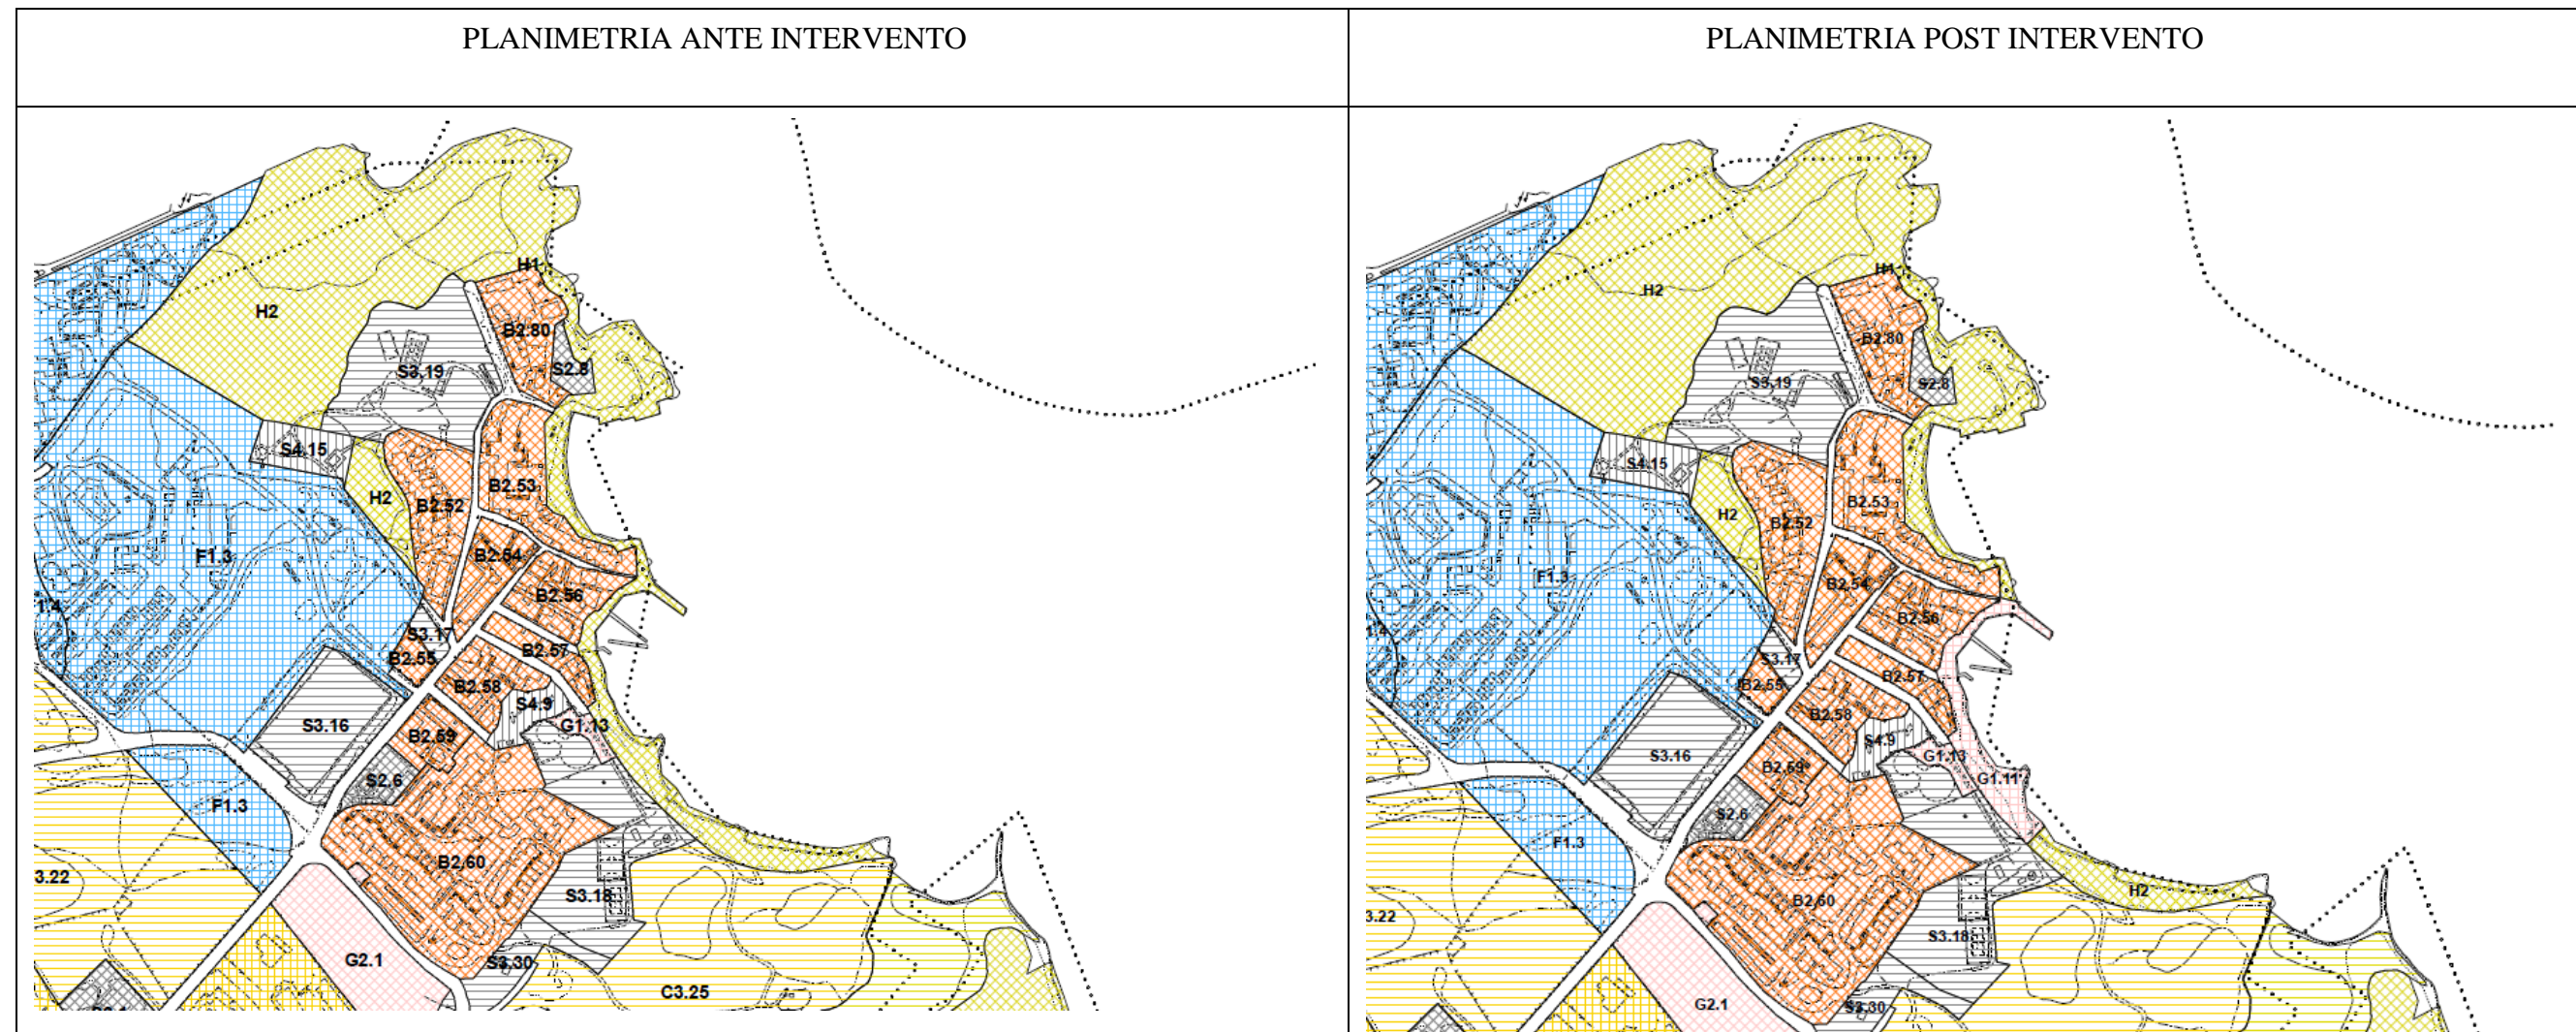 PLANIMETRIA ANTE INTERVENTO
PLANIMETRIA POST INTERVENTO
H1
H2
B2.80
S2.8
S3.19
S4.15
H2
B2.52
B2.53
B2.54
F1.3
B2.56
1.4
S3.17
B2.55
B2.57
B2.58
S4.9
G1.13
S3.16
B2.59
S2.6
F1.3
B2.60
3.22
S3.18
G2.1
S3.30
C3.25
H1
H2
B2.80
S2.8
S3.19
S4.15
H2
B2.52
B2.53
F1.3
B2.54
B2.56
1.4
S3.17
B2.55
B2.57
B2.58
S4.9
G1.13
G1.11
S3.16
B2.59
S2.6
F1.3
H2
B2.60
3.22
S3.18
G2.1
S3.30